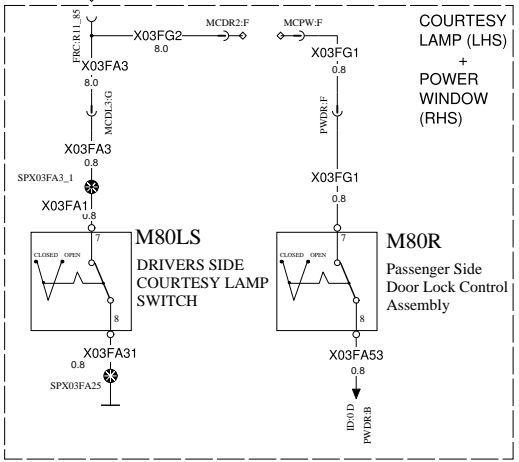 FRC:R11_85
MCDR2:F
MCPW:F
COURTESY
LAMP (LHS)
+
POWER
WINDOW
(RHS)
X03FG2
8.0
X03FG1
0.8
X03FA3
8.0
MCDL3:G
PWDR:F
X03FA3
0.8
SPX03FA3_1
X03FG1
0.8
X03FA1
0.8
7
M80LS
CLOSED OPEN
DRIVERS SIDE
COURTESY LAMP
SWITCH
8
7
M80R
CLOSED OPEN
Passenger Side
Door Lock Control
Assembly
8
X03FA31
0.8
SPX03FA25
X03FA53
0.8
ID:0 D
PWDR:B